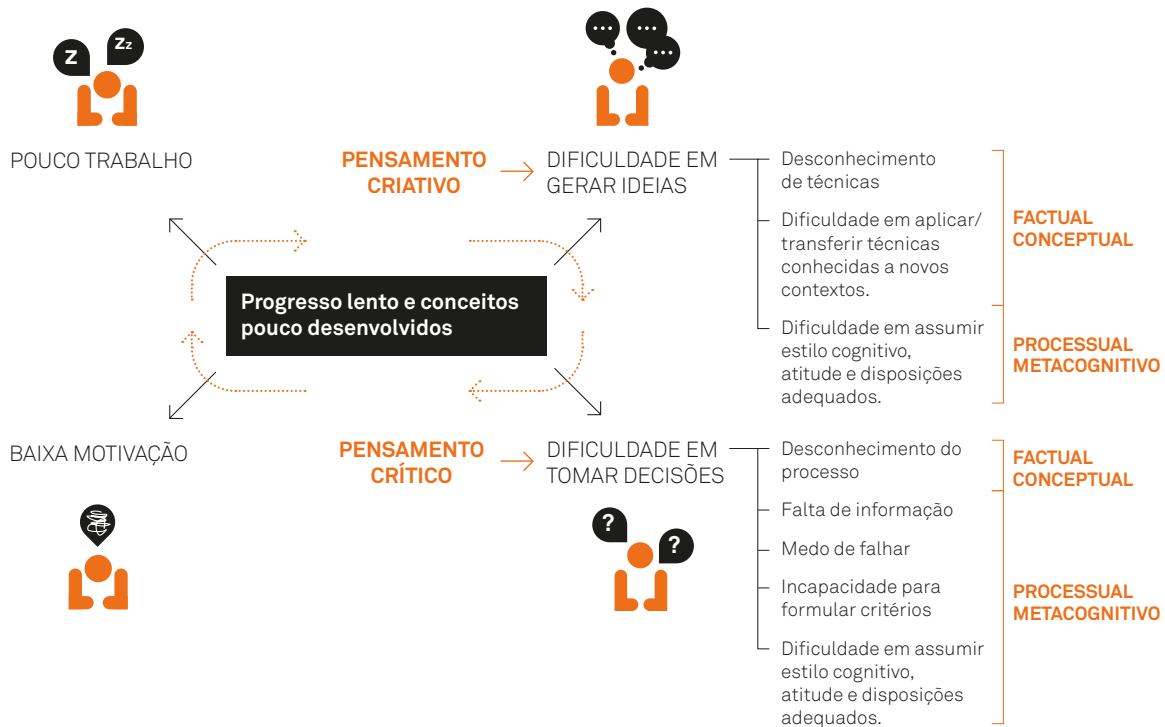 z
Zz
...
...
...
POUCO TRABALHO
PENSAMENTO
CRIATIVO
DIFICULDADE EM
GERAR IDEIAS
Desconhecimento
de técnicas
Dificuldade em aplicar/
transferir técnicas
conhecidas a novos
contextos.
FACTUAL
CONCEPTUAL
Dificuldade em assumir
estilo cognitivo,
atitude e disposições
adequados.
PROCESSUAL
METACOGNITIVO
Progresso lento e conceitos
pouco desenvolvidos
BAIXA MOTIVAÇÃO
PENSAMENTO
CRÍTICO
DIFICULDADE EM
TOMAR DECISÕES
Desconhecimento do
processo
FACTUAL
CONCEPTUAL
Falta de informação
Medo de falhar
Incapacidade para
formular critérios
Dificuldade em assumir
estilo cognitivo,
atitude e disposições
adequados.
PROCESSUAL
METACOGNITIVO
?
?